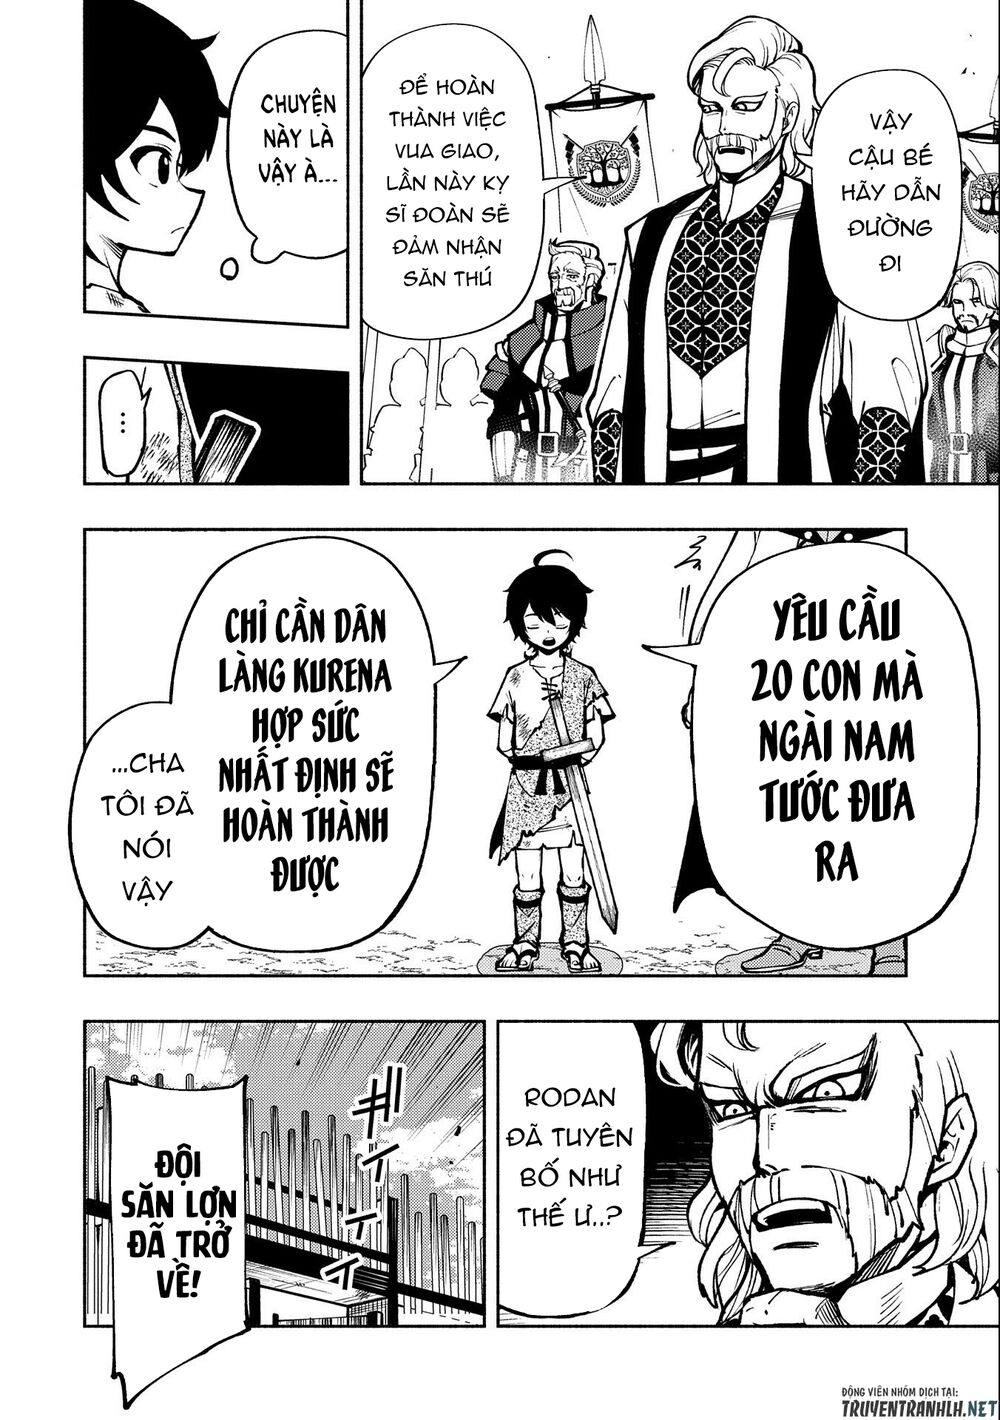 VẬY
CẬU BÉ
HÃY DẪN
ĐƯỜNG
ĐI
ĐỂ HOÀN
THÀNH VIỆC
VUA GIAO,
LẦN NÀY KỴ
SĨ ĐOÀN SẼ
ĐẢM NHẬN
SĂN THÚ
CHUYỆN
NÀY LÀ
VẬY À...
...
YÊU CẦU
20 CON MÀ
NGÀI NAM
TƯỚC ĐƯA
RA
CHỈ CẦN DÂN
LÀNG KURENA
HỢP SỨC
NHẤT ĐỊNH SẼ
HOÀN THÀNH
ĐƯỢC
...CHA
TÔI ĐÃ
NÓI
VẬY
RODAN
ĐÃ TUYÊN
BỐ NHƯ
THẾ Ư..?
ĐỘI
SĂN LỢN
ĐÃ TRỞ
VỀ!
ĐỘNG VIÊN NHÓM DỊCH TẠI:
TRUYENTRANHLH.NET